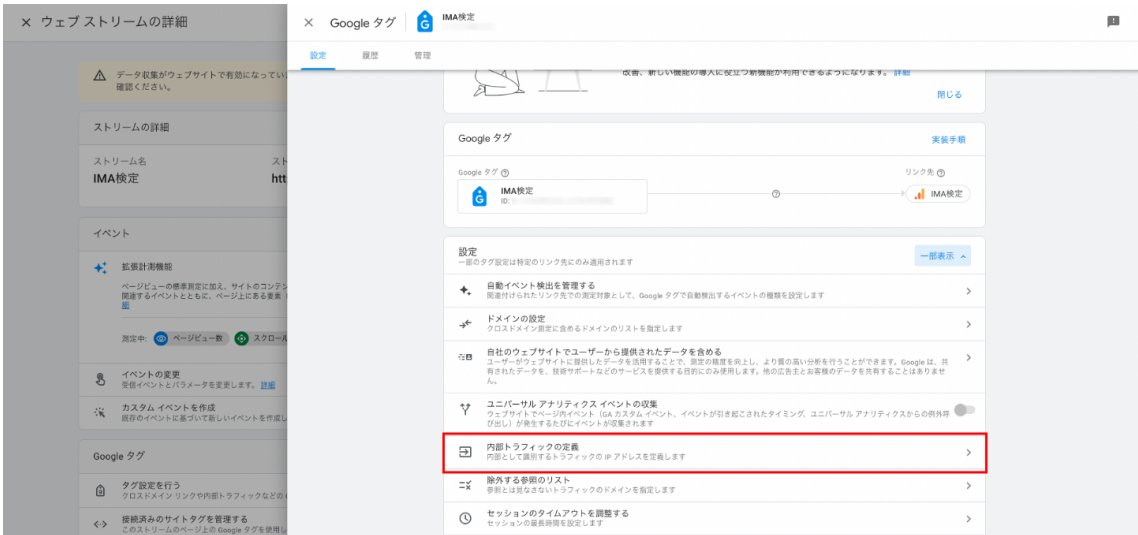 ウェブ ストリームの詳細
データ収集がウェブサイトで有効になってい
確認ください。
ストリームの詳細
ストリーム名
スト
IMA検定
htt
イベント
拡張計測機能
ページビューの標準測定に加え、サイトのコンテン
関連するイベントとともに、ページ上にある要素
細
測定中:
ページビュー数
スクロール
イベントの変更
受信イベントとパラメータを変更します。 詳細
カスタム イベントを作成
既存のイベントに基づいて新しいイベントを作成し
Google タグ
タグ設定を行う
クロスドメイン リンクや内部トラフィックなどの
接続済みのサイトタグを管理する
このストリームのページ上の Google タグを使用し
Google タグ
IMA検定
設定
履歴
管理
改善、新しい機能の導入に役立つ新機能が利用できるようになります。 詳細
閉じる
Google タグ
実装手順
Google タグ
リンク先
IMA検定
ID:
IMA検定
設定
一部のタグ設定は特定のリンク先にのみ適用されます
一部表示
自動イベント検出を管理する
関連付けられたリンク先での測定対象として、Google タグで自動検出するイベントの種類を設定します
ドメインの設定
クロスドメイン測定に含めるドメインのリストを指定します
自社のウェブサイトでユーザーから提供されたデータを含める
ユーザーがウェブサイトに提供したデータを活用することで、測定の精度を向上し、より質の高い分析を行うことができます。Google は、共
有されたデータを、技術サポートなどのサービスを提供する目的にのみ使用します。他の広告主とお客様のデータを共有することはありませ
ん。
ユニバーサル アナリティクス イベントの収集
ウェブサイトでページ内イベント（GA カスタム イベント、イベントが引き起こされたタイミング、ユニバーサル アナリティクスからの例外呼
び出し）が発生するたびにイベントが収集されます
内部トラフィックの定義
内部として識別するトラフィックの IP アドレスを定義します
除外する参照のリスト
参照とは見なさないトラフィックのドメインを指定します
セッションのタイムアウトを調整する
セッションの最長時間を設定します